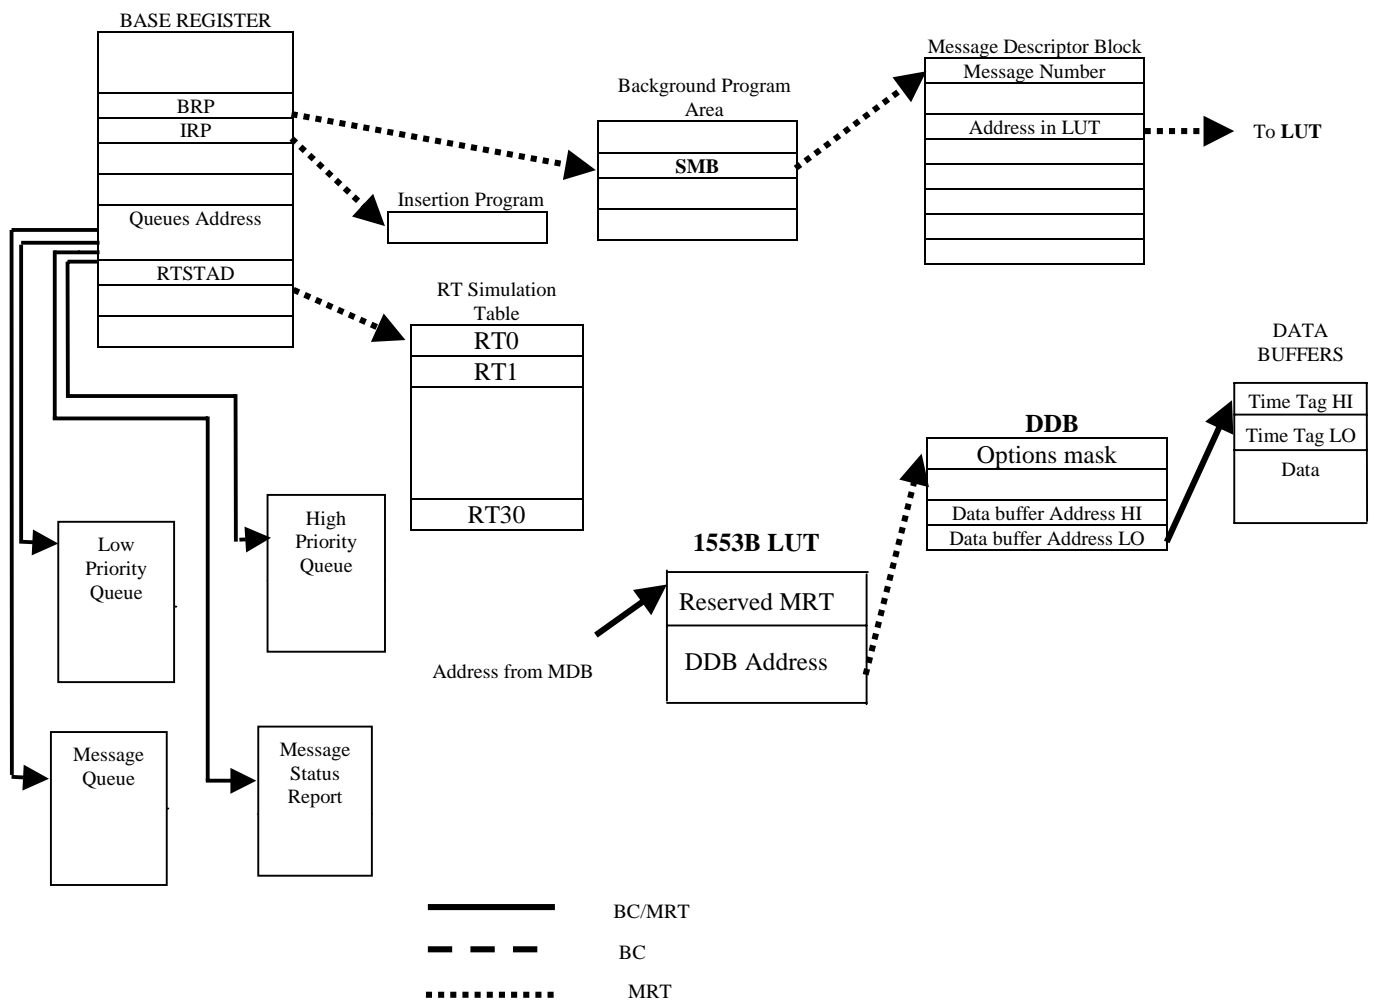 BASE REGISTER
BRP
IRP
Queues Address
RTSTAD
Insertion Program
Background Program
Area
SMB
Message Descriptor Block
Message Number
Address in LUT
To LUT
RT Simulation
Table
RT0
RT1
RT30
DATA
BUFFERS
Time Tag HI
Time Tag LO
Data
DDB
Options mask
Data buffer Address HI
Data buffer Address LO
1553B LUT
Reserved MRT
DDB Address
Address from MDB
Low
Priority
Queue
High
Priority
Queue
Message
Queue
Message
Status
Report
BC/MRT
BC
MRT